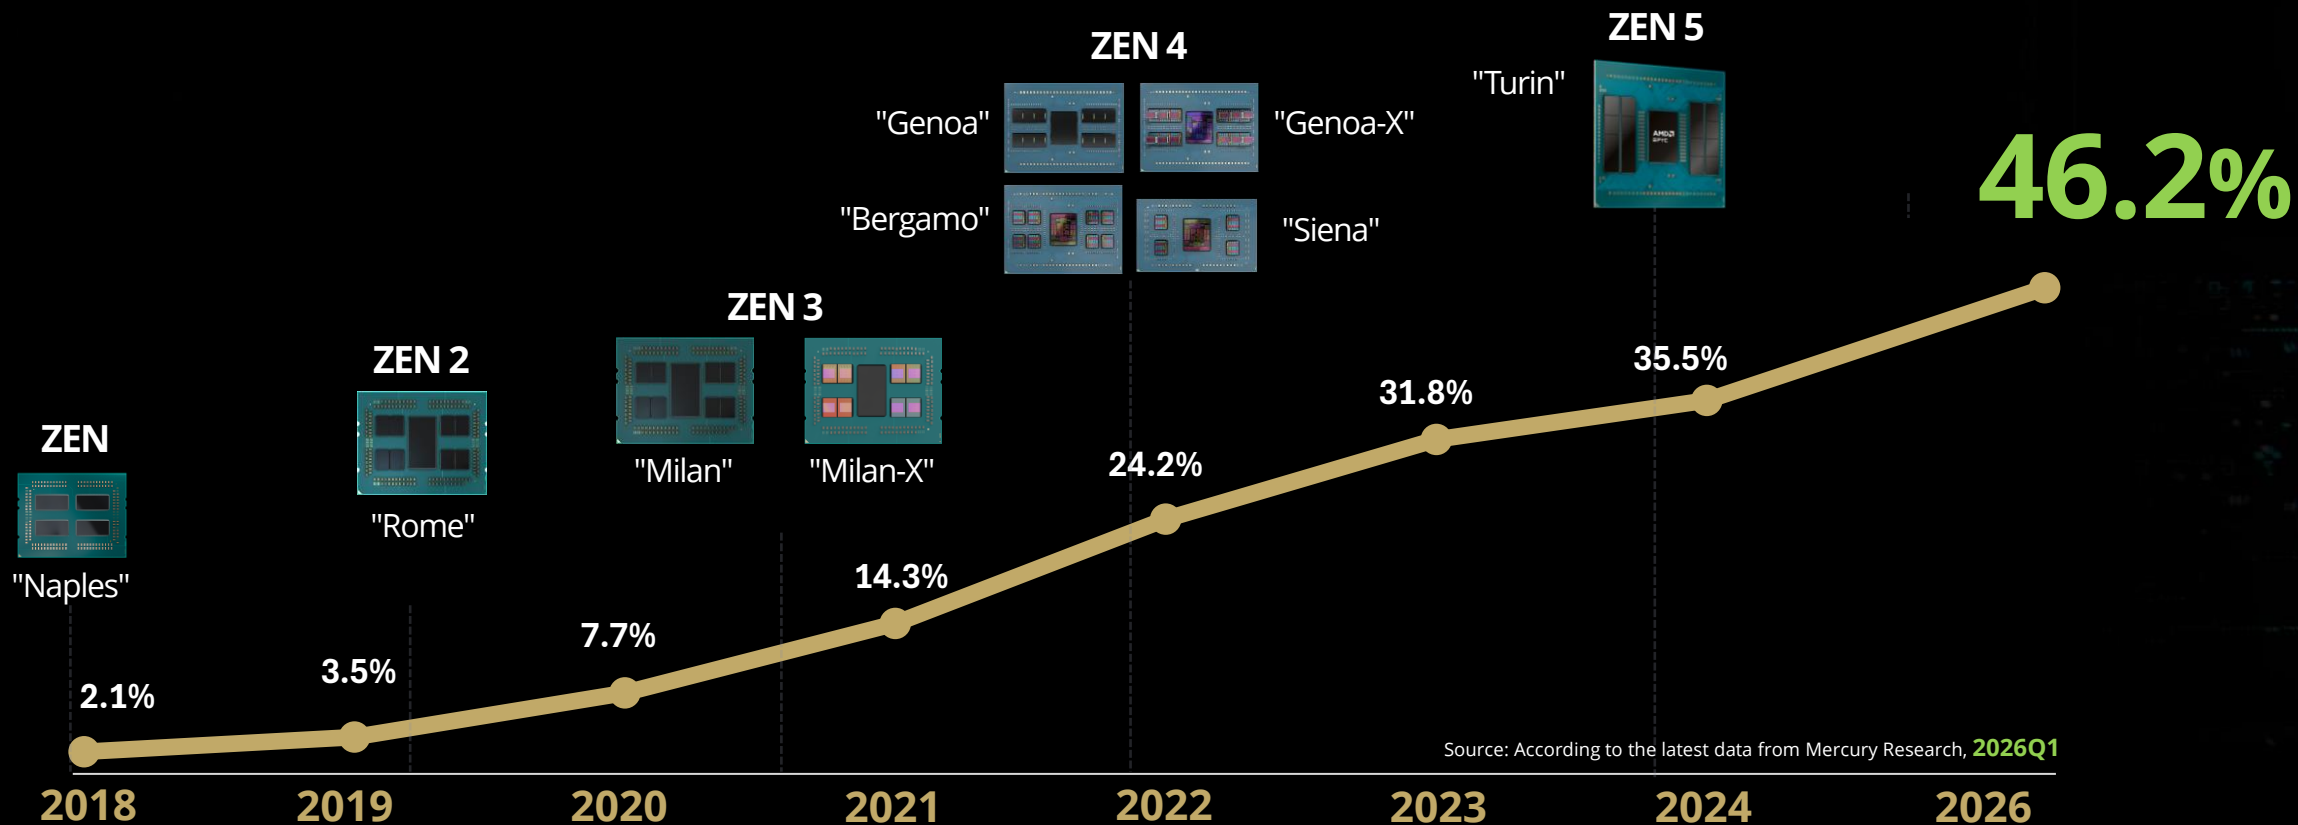 ZEN 5
"Turin"
ZEN 4
"Genoa"
"Genoa-X"
"Bergamo"
"Siena"
46.2%
ZEN 3
"Milan"
"Milan-X"
ZEN 2
"Rome"
ZEN
"Naples"
2.1%
3.5%
7.7%
14.3%
24.2%
31.8%
35.5%
AMD
EPYC
Source: According to the latest data from Mercury Research, 2026Q1
2018 2019 2020 2021 2022 2023 2024 2026